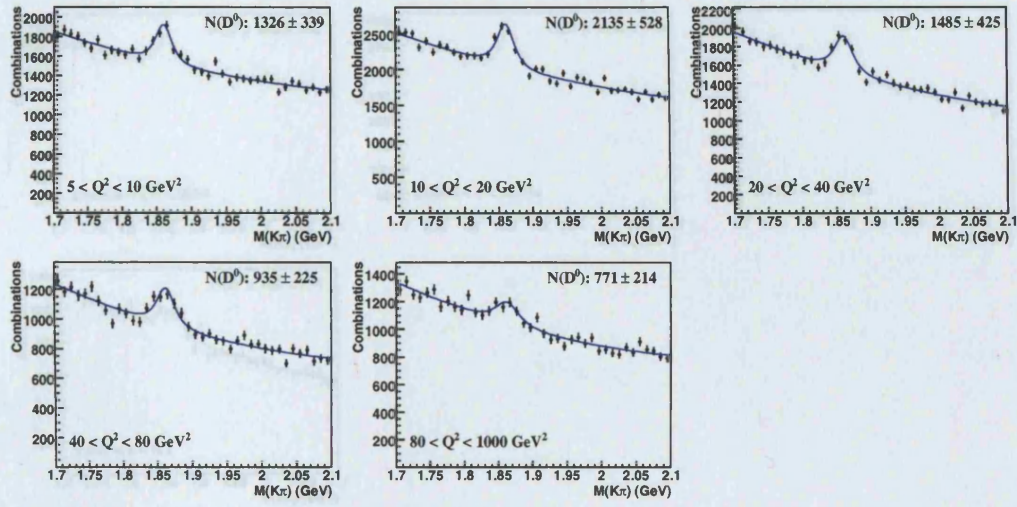 N(D⁰): 1326 ± 339
Combinations
2000
1800
1600
1400
1200
1000
800
600
400
200
5 < Q² < 10 GeV²
1.7 1.75 1.8 1.85 1.9 1.95 2 2.05 2.1
M(Kπ) (GeV)
N(D⁰): 2135 ± 528
Combinations
2500
2000
1500
1000
500
10 < Q² < 20 GeV²
1.7 1.75 1.8 1.85 1.9 1.95 2 2.05 2.1
M(Kπ) (GeV)
N(D⁰): 1485 ± 425
Combinations
2200
2000
1800
1600
1400
1200
1000
800
600
400
200
20 < Q² < 40 GeV²
1.7 1.75 1.8 1.85 1.9 1.95 2 2.05 2.1
M(Kπ) (GeV)
N(D⁰): 935 ± 225
Combinations
1200
1000
800
600
400
200
40 < Q² < 80 GeV²
1.7 1.75 1.8 1.85 1.9 1.95 2 2.05 2.1
M(Kπ) (GeV)
N(D⁰): 771 ± 214
Combinations
1400
1200
1000
800
600
400
200
80 < Q² < 1000 GeV²
1.7 1.75 1.8 1.85 1.9 1.95 2 2.05 2.1
M(Kπ) (GeV)